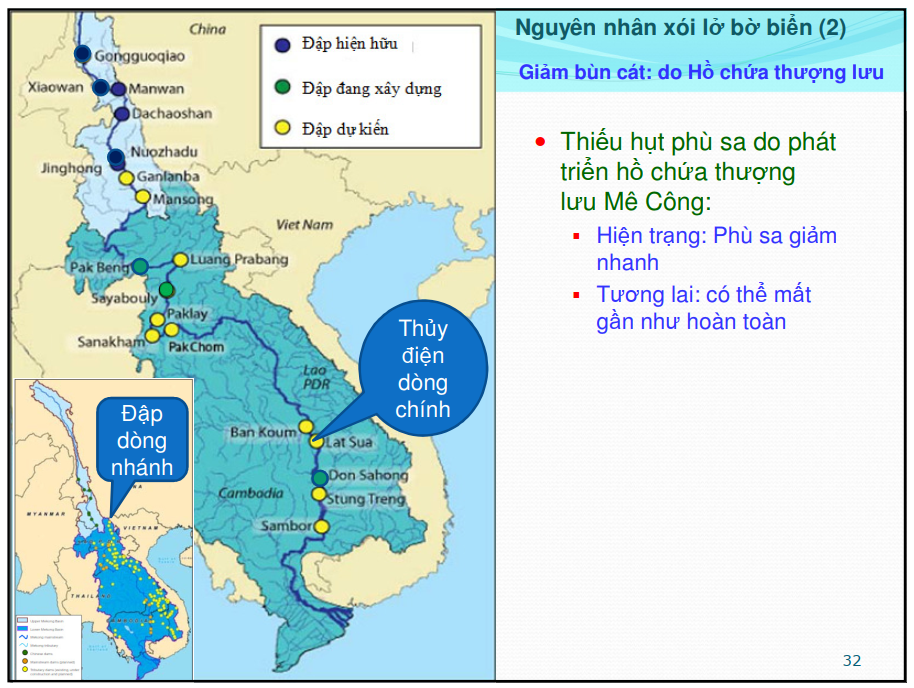 Nguyên nhân xói lở bờ biển (2)
Giảm bùn cát: do Hồ chứa thượng lưu
Thiếu hụt phù sa do phát
triển hồ chứa thượng
lưu Mê Công:
Hiện trạng: Phù sa giảm
nhanh
Tương lai: có thể mất
gần như hoàn toàn
32
Đập hiện hữu
Đập đang xây dựng
Đập dự kiến
China
Gongguoqiao
Xiaowan
Manwan
Dachaoshan
Nuozhadu
Jinghong
Ganlanba
Mansong
Viet Nam
Pak Beng
Luang Prabang
Sayabouly
Paklay
Sanakham
Pak Chom
Lao
PDR
Thủy
điện
dòng
chính
Ban Koum
Lat Sua
Don Sahong
Cambodia
Stung Treng
Sambor
Đập
dòng
nhánh
MYANMAR
VIETNAM
THAILAND